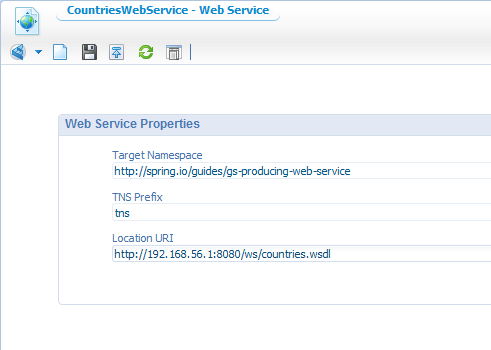 CountriesWebService - Web Service
Web Service Properties
Target Namespace
http://spring.io/guides/gs-producing-web-service
TNS Prefix
tns
Location URI
http://192.168.56.1:8080/ws/countries.wsdl